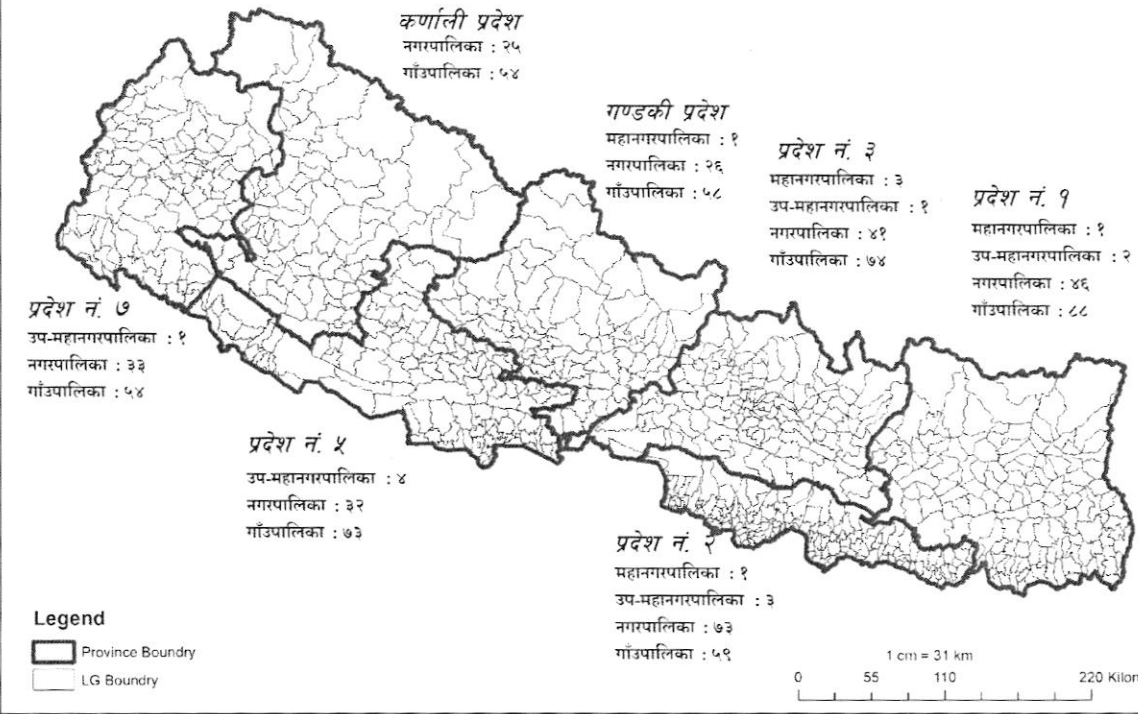 कर्णाली प्रदेश
नगरपालिका : २५
गाँउपालिका : ५४
गण्डकी प्रदेश
महानगरपालिका : १
नगरपालिका : २६
गाँउपालिका : ५८
प्रदेश नं. ३
महानगरपालिका : ३
उप-महानगरपालिका : १
नगरपालिका : ४१
गाँउपालिका : ७४
प्रदेश नं. १
महानगरपालिका : १
उप-महानगरपालिका : २
नगरपालिका : ४६
गाँउपालिका : ८८
प्रदेश नं. ७
उप-महानगरपालिका : १
नगरपालिका : ३३
गाँउपालिका : ५४
प्रदेश नं. ५
उप-महानगरपालिका : ४
नगरपालिका : ३२
गाँउपालिका : ७३
प्रदेश नं. २
महानगरपालिका : १
उप-महानगरपालिका : ३
नगरपालिका : ७३
गाँउपालिका : ५९
Legend
Province Boundry
LG Boundry
1 cm = 31 km
0 55 110 220 Kilon